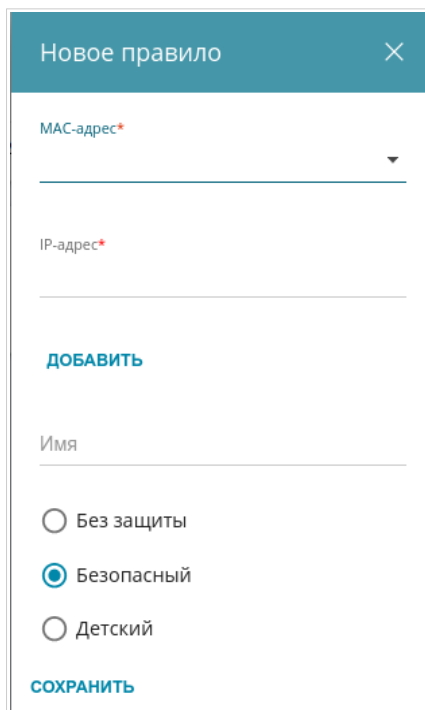 Новое правило
MAC-адрес*
IP-адрес*
ДОБАВИТЬ
Имя
Без защиты
Безопасный
Детский
СОХРАНИТЬ